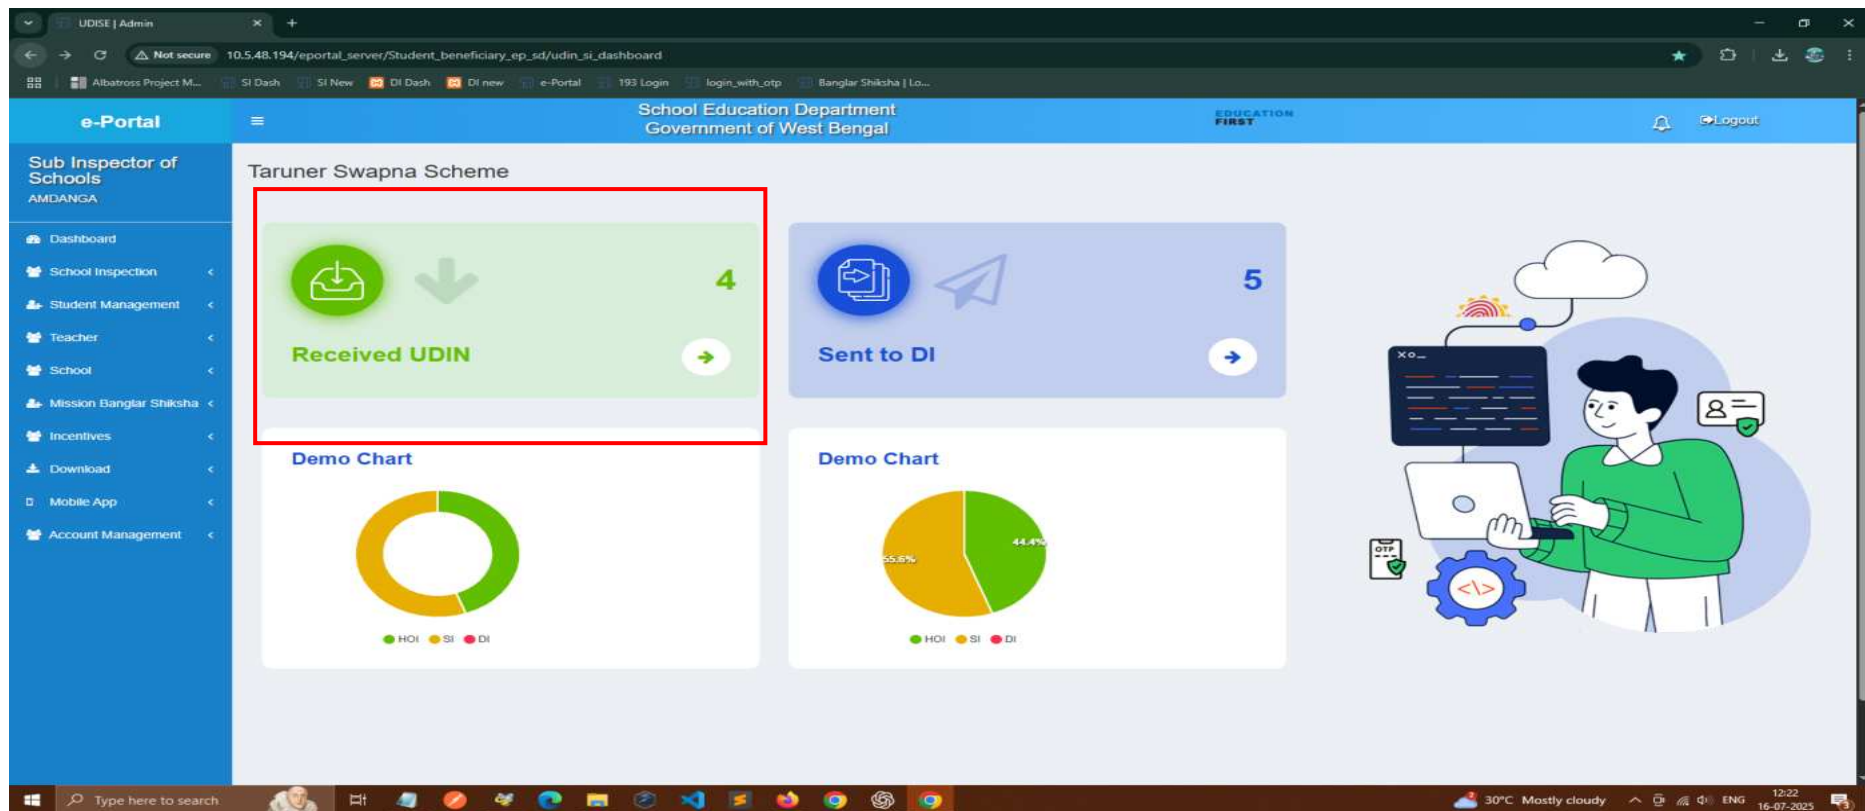 UDISE | Admin
Not secure
10.5.48.194/eportal_server/Student_beneficiary_ep_sd/udin_si_dashboard
Albatross Project M...
SI Dash
SI New
DI Dash
DI new
e-Portal
193 Login
login_with_otp
Banglar Shiksha | Lo...
e-Portal
School Education Department
Government of West Bengal
EDUCATION
FIRST
Logout
Sub Inspector of
Schools
AMDANGA
Dashboard
School Inspection
Student Management
Teacher
School
Mission Banglar Shiksha
Incentives
Download
Mobile App
Account Management
Taruner Swapna Scheme
4
Received UDIN
5
Sent to DI
Demo Chart
HOI SI DI
Demo Chart
44.4%
55.6%
HOI SI DI
XO_
OTP
</>
Type here to search
30°C Mostly cloudy
ENG
12:22
16-07-2025
3